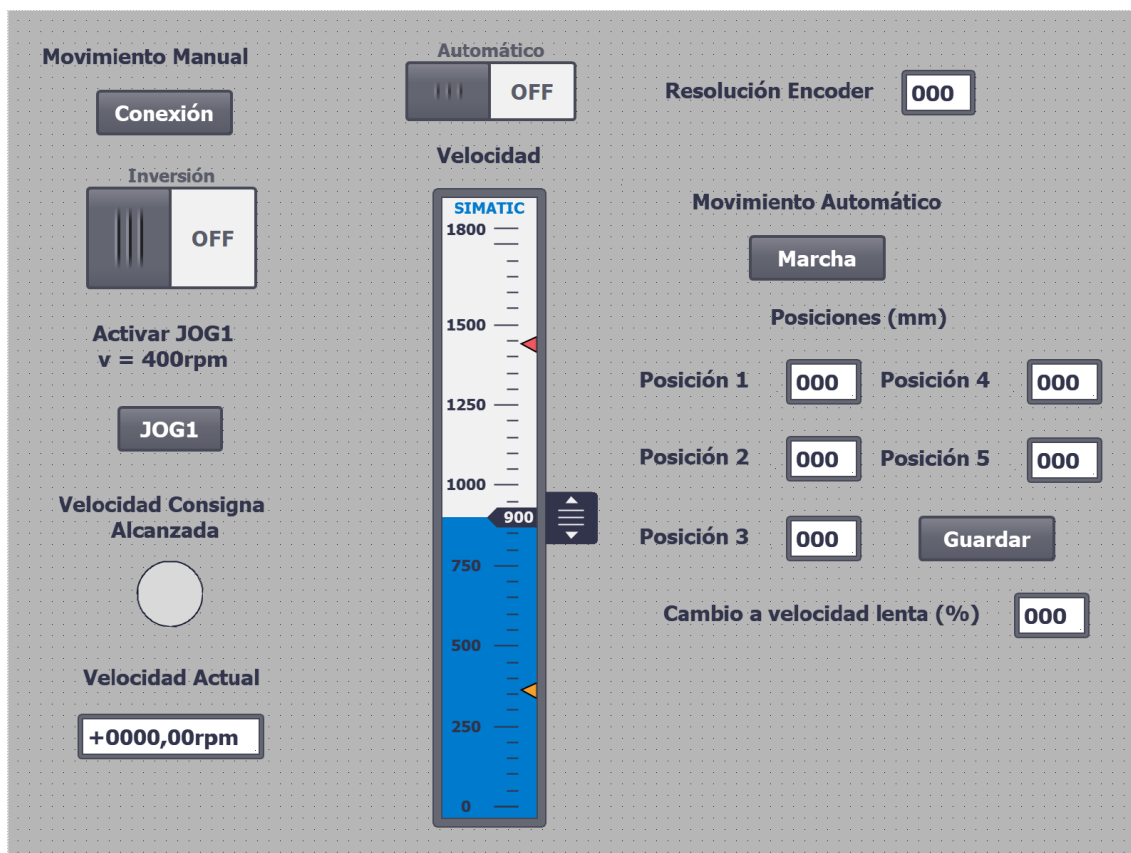 Movimiento Manual
Conexión
Inversión
OFF
Activar JOG1
v = 400rpm
JOG1
Velocidad Consigna
Alcanzada
Velocidad Actual
+0000,00rpm
Automático
OFF
Velocidad
SIMATIC
1800
1500
1250
1000
900
750
500
250
0
Resolución Encoder 000
Movimiento Automático
Marcha
Posiciones (mm)
Posición 1 000 Posición 4 000
Posición 2 000 Posición 5 000
Posición 3 000 Guardar
Cambio a velocidad lenta (%) 000